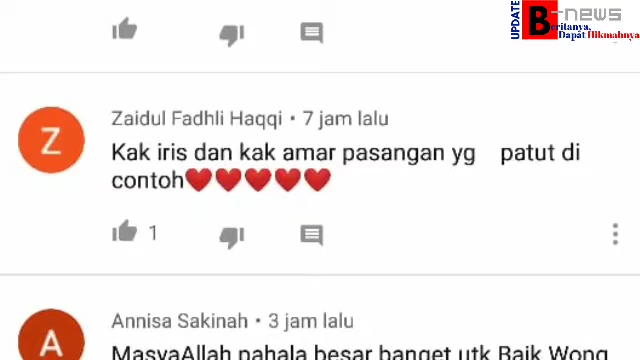 UPDATE
B-news
Beritanya,
Dapat Hikmahnya
Z
Zaidul Fadhli Haqqi • 7 jam lalu
Kak iris dan kak amar pasangan yg patut di
contoh❤️❤️❤️❤️❤️
1
A
Annisa Sakinah • 3 jam lalu
MasyaAllah pahala besar banget utk Baik Wong